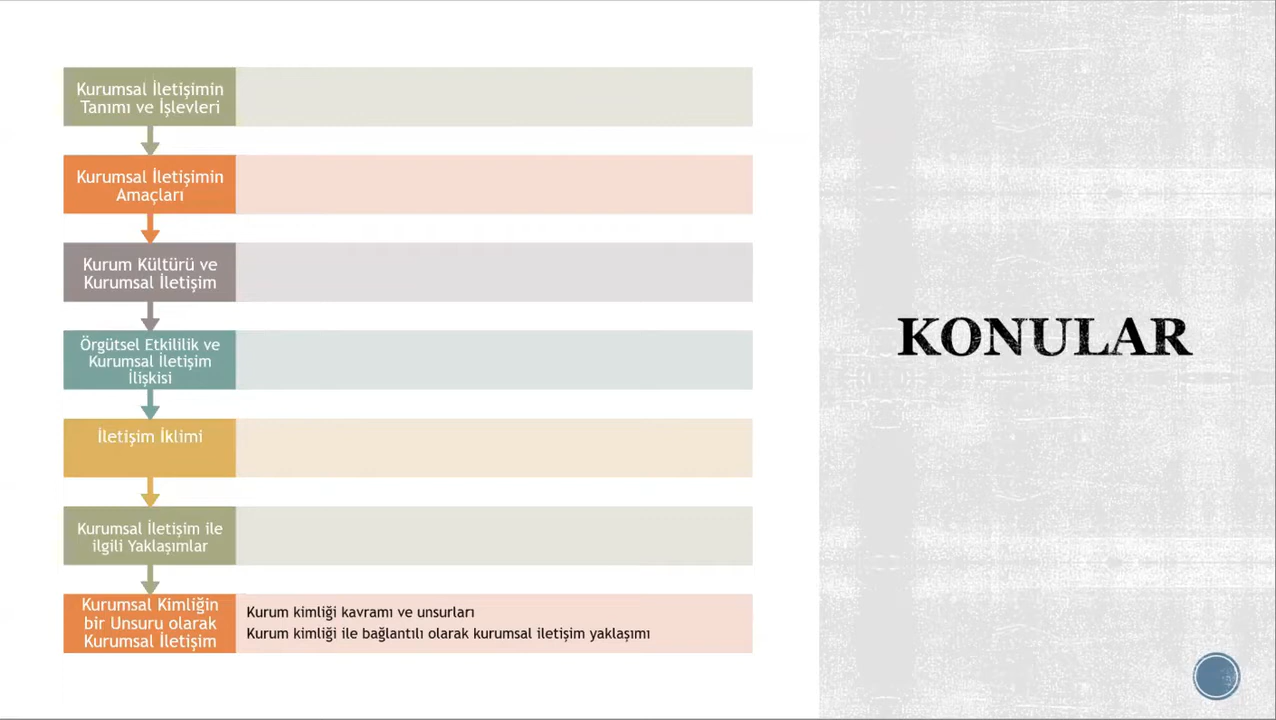 Kurumsal İletişimin
Tanımı ve İşlevleri
Kurumsal İletişimin
Amaçları
Kurum Kültürü ve
Kurumsal İletişim
Örgütsel Etkililik ve
Kurumsal İletişim
İlişkisi
İletişim İklimi
Kurumsal İletişim ile
ilgili Yaklaşımlar
Kurumsal Kimliğin
bir Unsuru olarak
Kurumsal İletişim
Kurum kimliği kavramı ve unsurları
Kurum kimliği ile bağlantılı olarak kurumsal iletişim yaklaşımı
KONULAR